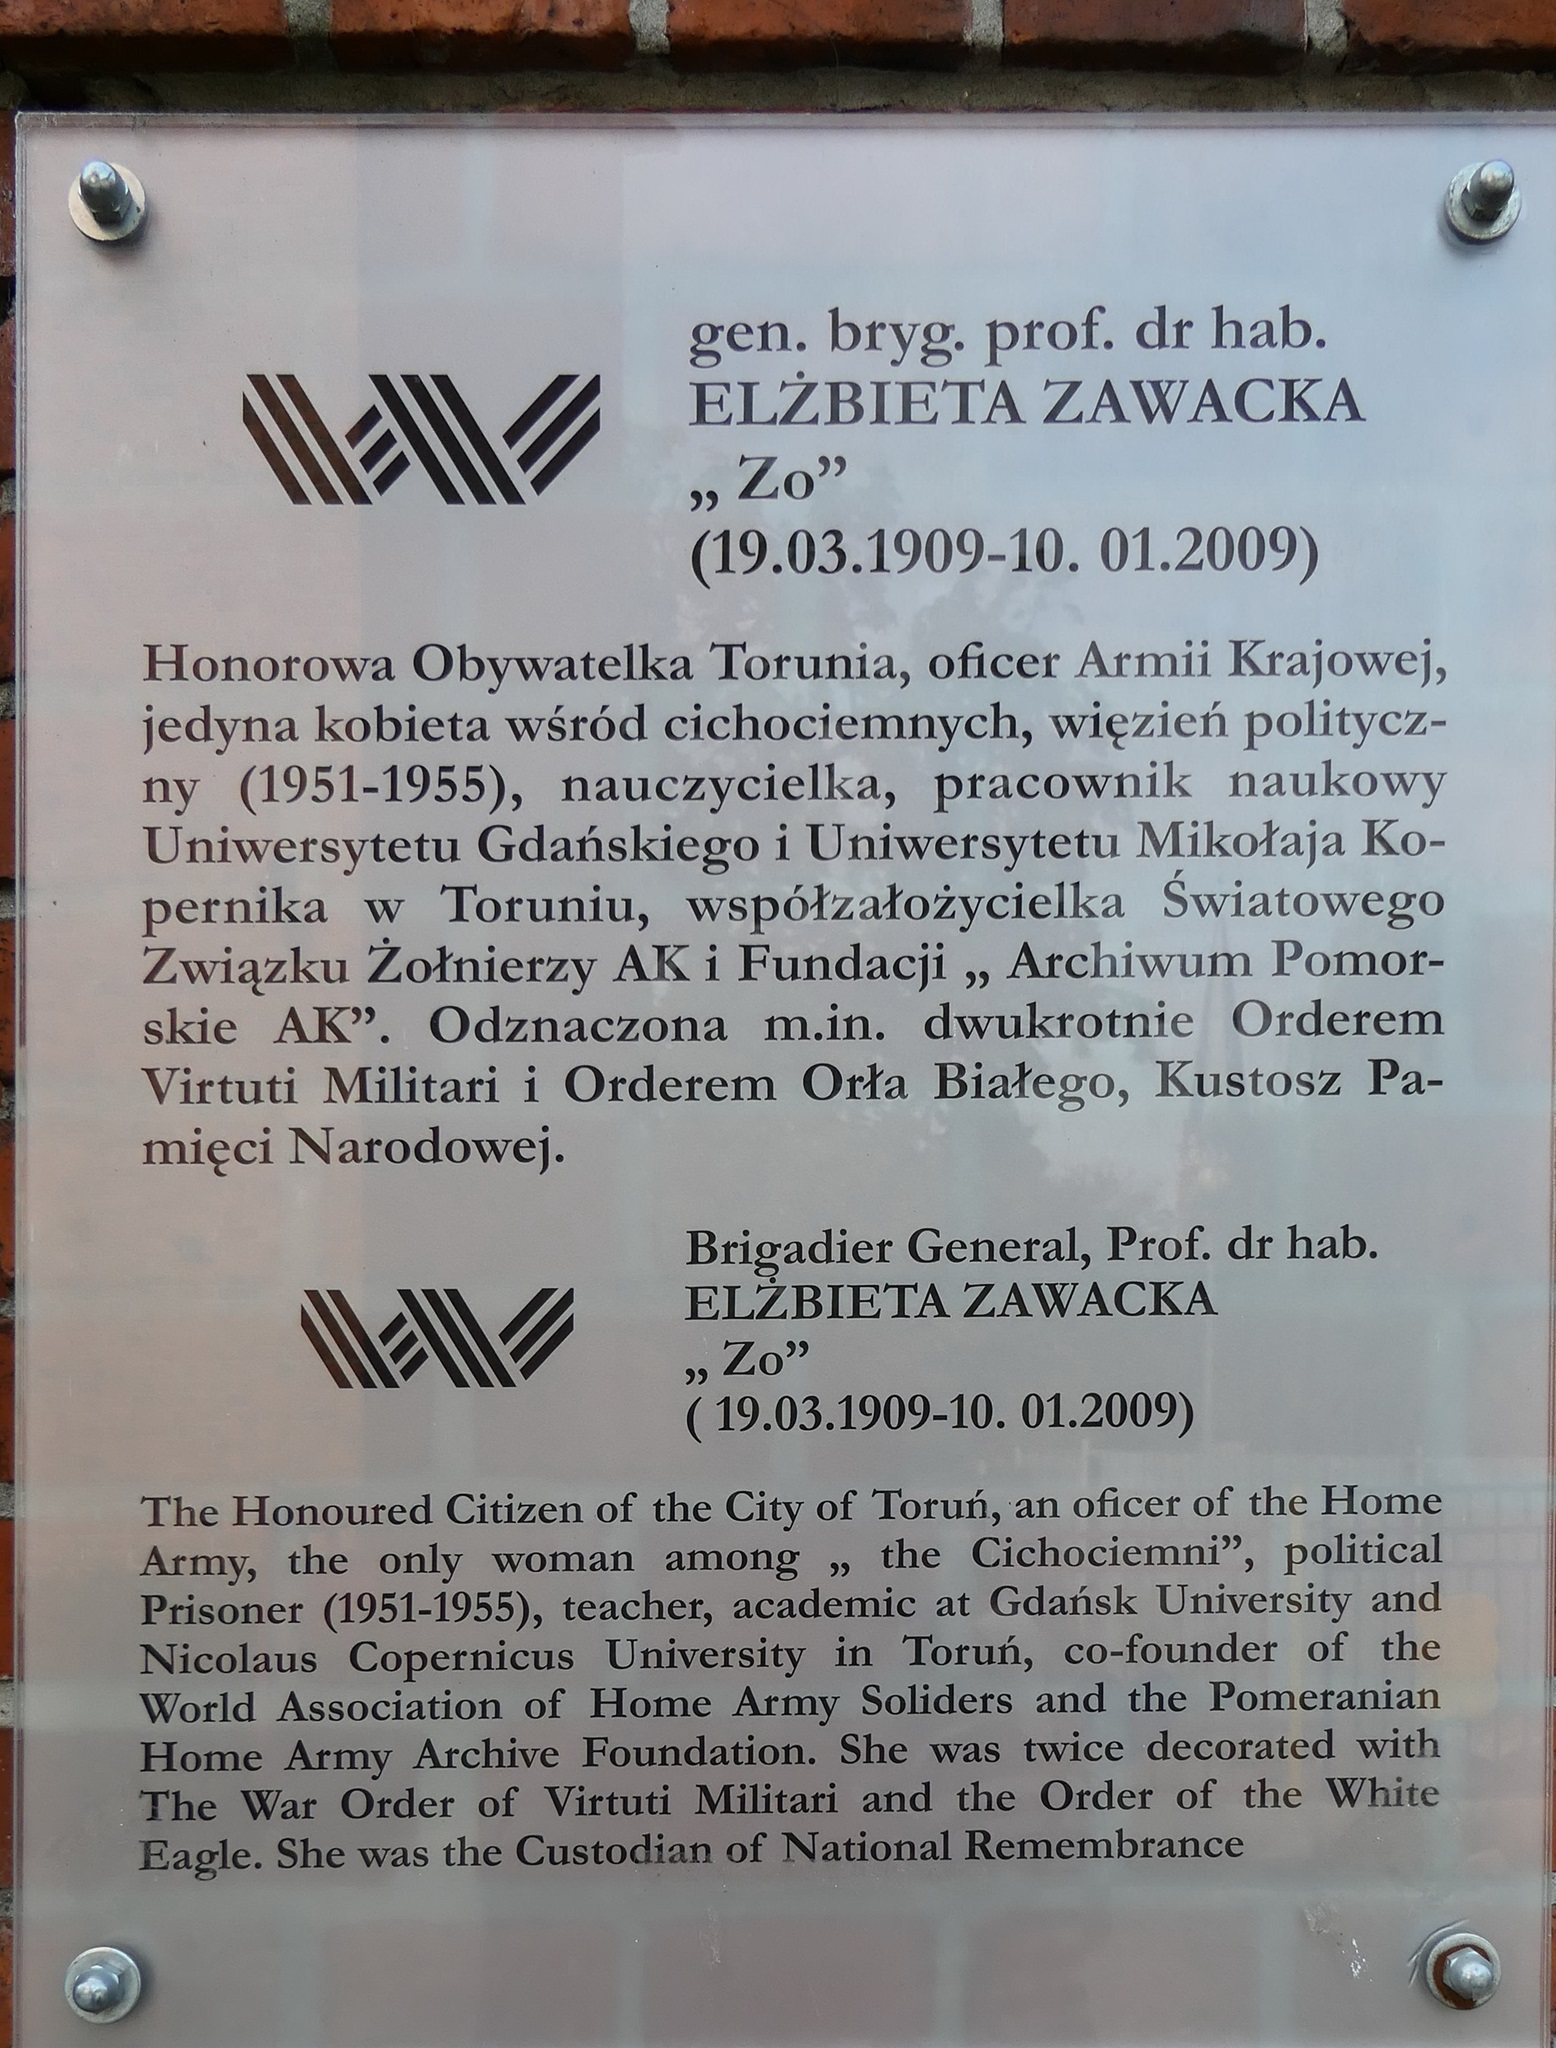 gen. bryg. prof. dr hab.
ELŻBIETA ZAWACKA
„ Zo”
(19.03.1909-10. 01.2009)
Honorowa Obywatelka Torunia, oficer Armii Krajowej,
jedyna kobieta wśród cichociemnych, więzień politycz-
ny (1951-1955), nauczycielka, pracownik naukowy
Uniwersytetu Gdańskiego i Uniwersytetu Mikołaja Ko-
pernika w Toruniu, współzałożycielka Światowego
Związku Żołnierzy AK i Fundacji „ Archiwum Pomor-
skie AK”. Odznaczona m.in. dwukrotnie Orderem
Virtuti Militari i Orderem Orła Białego, Kustosz Pa-
mięci Narodowej.
Brigadier General, Prof. dr hab.
ELŻBIETA ZAWACKA
„ Zo”
( 19.03.1909-10. 01.2009)
The Honoured Citizen of the City of Toruń, an oficer of the Home
Army, the only woman among „ the Cichociemni”, political
Prisoner (1951-1955), teacher, academic at Gdańsk University and
Nicolaus Copernicus University in Toruń, co-founder of the
World Association of Home Army Soliders and the Pomeranian
Home Army Archive Foundation. She was twice decorated with
The War Order of Virtuti Militari and the Order of the White
Eagle. She was the Custodian of National Remembrance